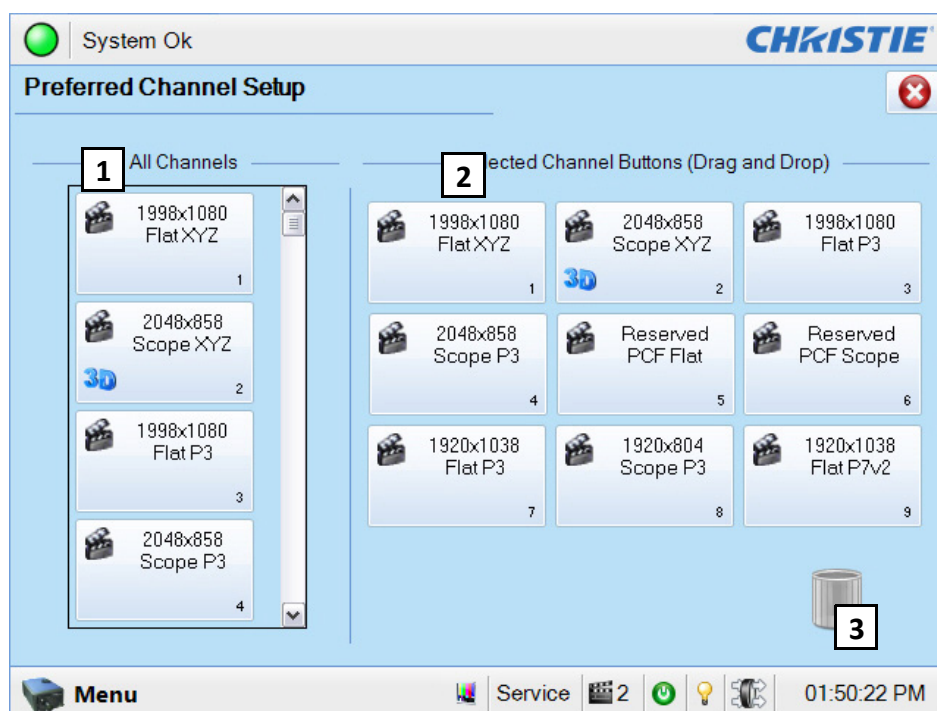 System Ok
CHRISTIE
Preferred Channel Setup
1
All Channels
2
ected Channel Buttons (Drag and Drop)
1998x1080
Flat XYZ
1
2048x858
Scope XYZ
3D
2
1998x1080
Flat P3
3
2048x858
Scope P3
4
1998x1080
Flat XYZ
1
2048x858
Scope XYZ
3D
2
1998x1080
Flat P3
3
2048x858
Scope P3
4
Reserved
PCF Flat
5
Reserved
PCF Scope
6
1920x1038
Flat P3
7
1920x804
Scope P3
8
1920x1038
Flat P7v2
9
3
Menu
Service
2
01:50:22 PM